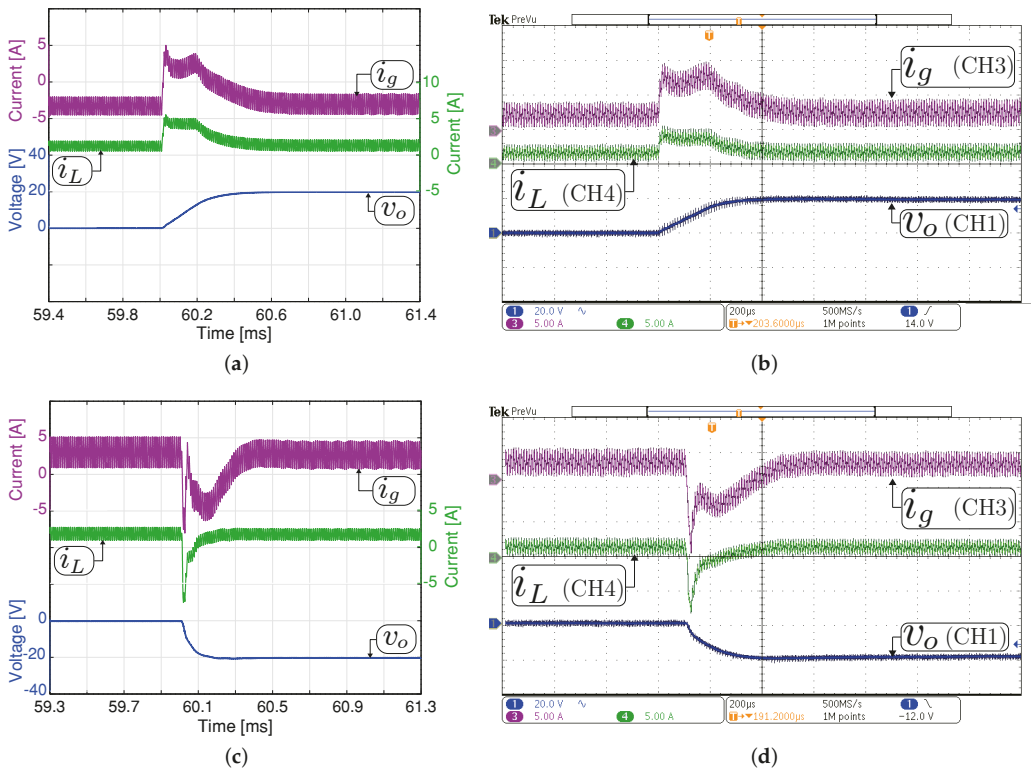 Current [A]
5
0
-5
10
5
0
-5
Current [A]
Voltage [V]
40
20
0
i_g
i_L
v_o
59.4 59.8 60.2 60.6 61.0 61.4
Time [ms]
(a)
Tek PreVu
T
T
i_g (CH3)
i_L (CH4)
v_o (CH1)
1 20.0 V
3 5.00 A 4 5.00 A
200μs 500MS/s
T→▼203.6000μs 1M points
1
14.0 V
(b)
Current [A]
5
0
-5
5
0
-5
Current [A]
Voltage [V]
0
-20
-40
i_g
i_L
v_o
59.3 59.7 60.1 60.5 60.9 61.3
Time [ms]
(c)
Tek PreVu
T
T
i_g (CH3)
i_L (CH4)
v_o (CH1)
1 20.0 V
3 5.00 A 4 5.00 A
200μs 500MS/s
T→▼191.2000μs 1M points
1
-12.0 V
(d)